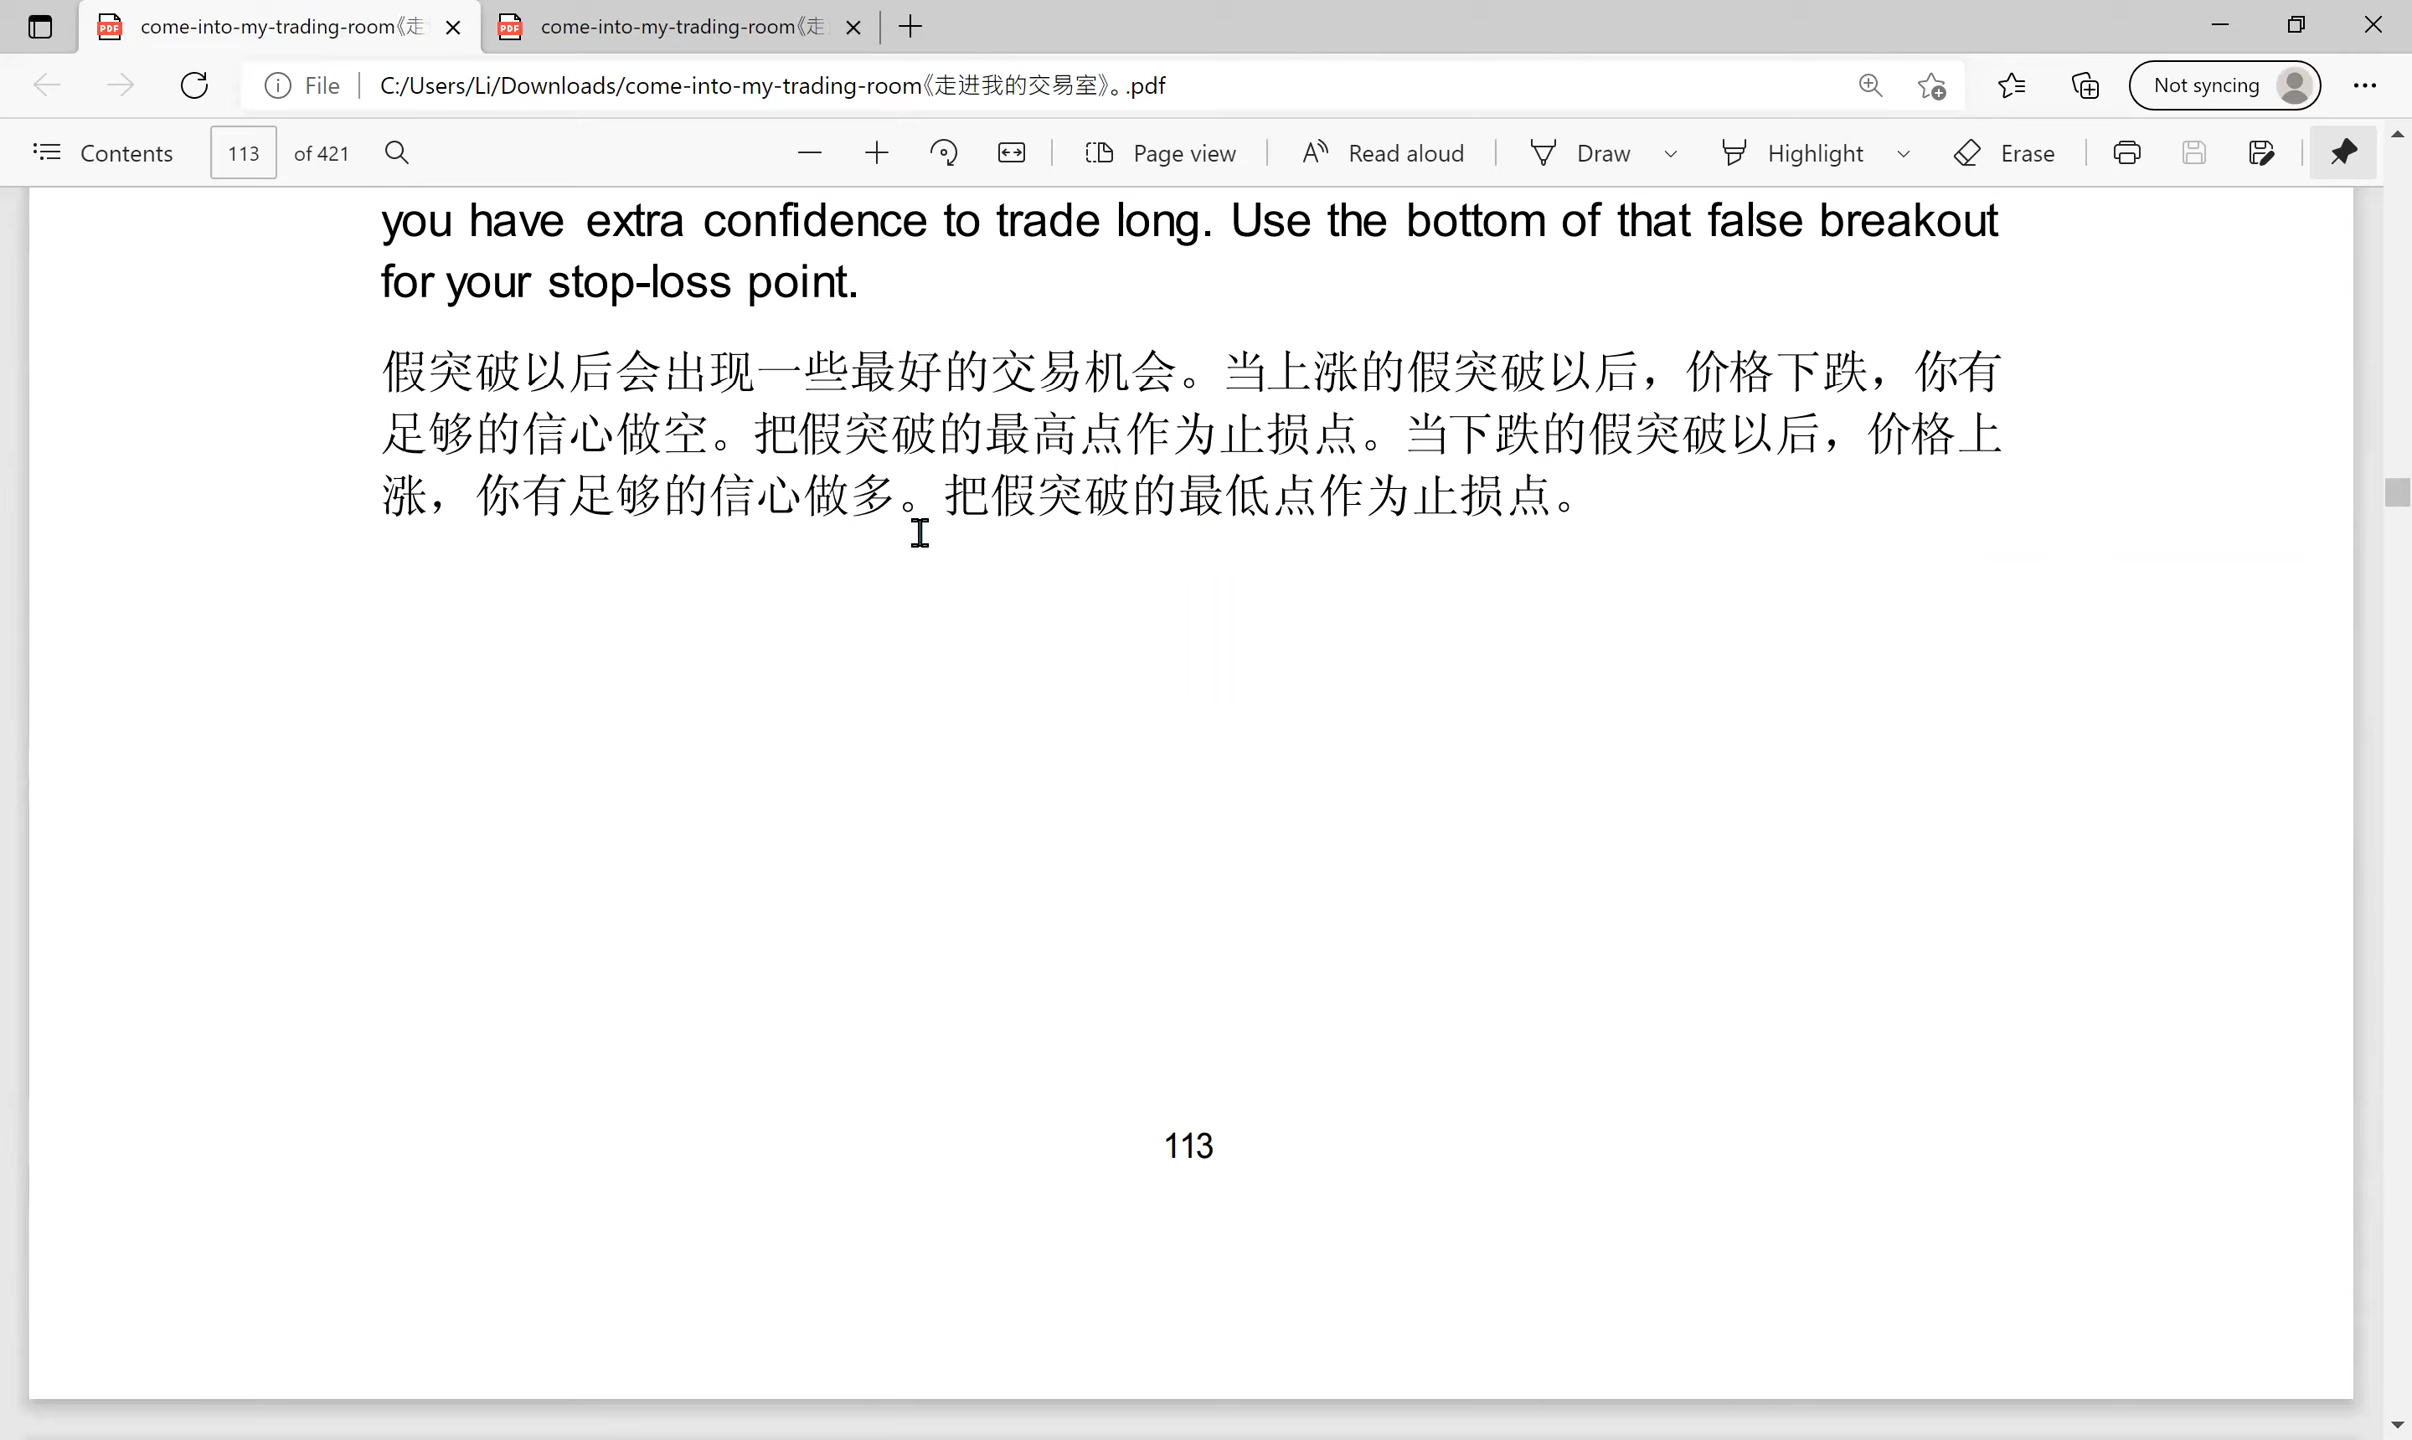 come-into-my-trading-room《走
come-into-my-trading-room《走
File
C:/Users/Li/Downloads/come-into-my-trading-room《走进我的交易室》。.pdf
Not syncing
Contents 113 of 421 Page view Read aloud Draw Highlight Erase
you have extra confidence to trade long. Use the bottom of that false breakout
for your stop-loss point.
假突破以后会出现一些最好的交易机会。当上涨的假突破以后，价格下跌，你有
足够的信心做空。把假突破的最高点作为止损点。当下跌的假突破以后，价格上
涨，你有足够的信心做多。把假突破的最低点作为止损点。
113